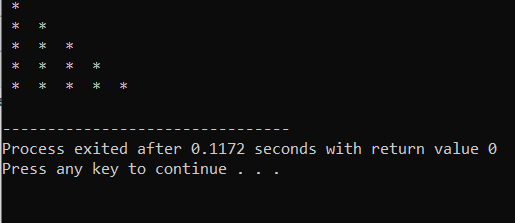 *
* *
* * *
* * * *
* * * * *
--------------------------------
Process exited after 0.1172 seconds with return value 0
Press any key to continue . . .